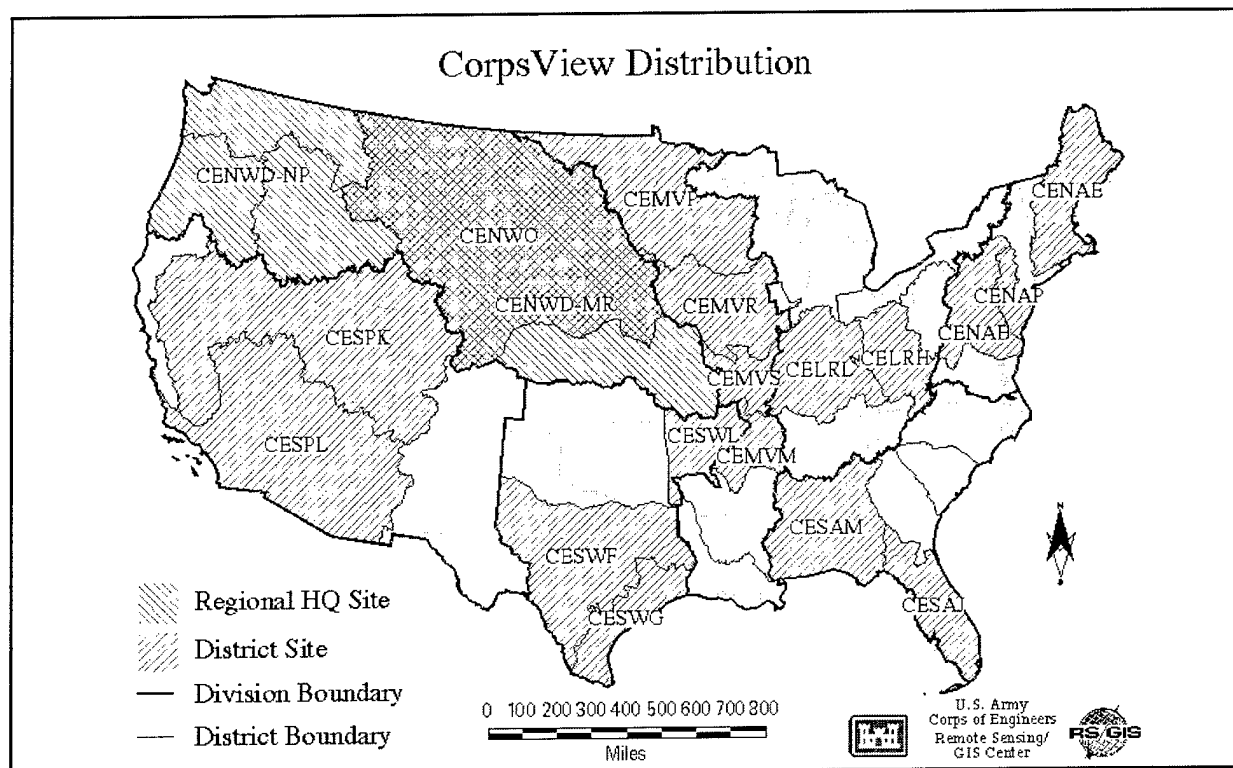 CorpsView Distribution
CENWD-NP
CENWO
CEMVP
CENAE
CENWD-MR
CEMVR
CENAP
CESPK
CELRL
CELRH
CENAB
CEMVS
CESPL
CESWL
CEMVM
CESWF
CESAM
CESWG
CESAJ
N
Regional HQ Site
District Site
Division Boundary
District Boundary
0 100 200 300 400 500 600 700 800
Miles
U.S. Army
Corps of Engineers
Remote Sensing/
GIS Center
RS/GIS